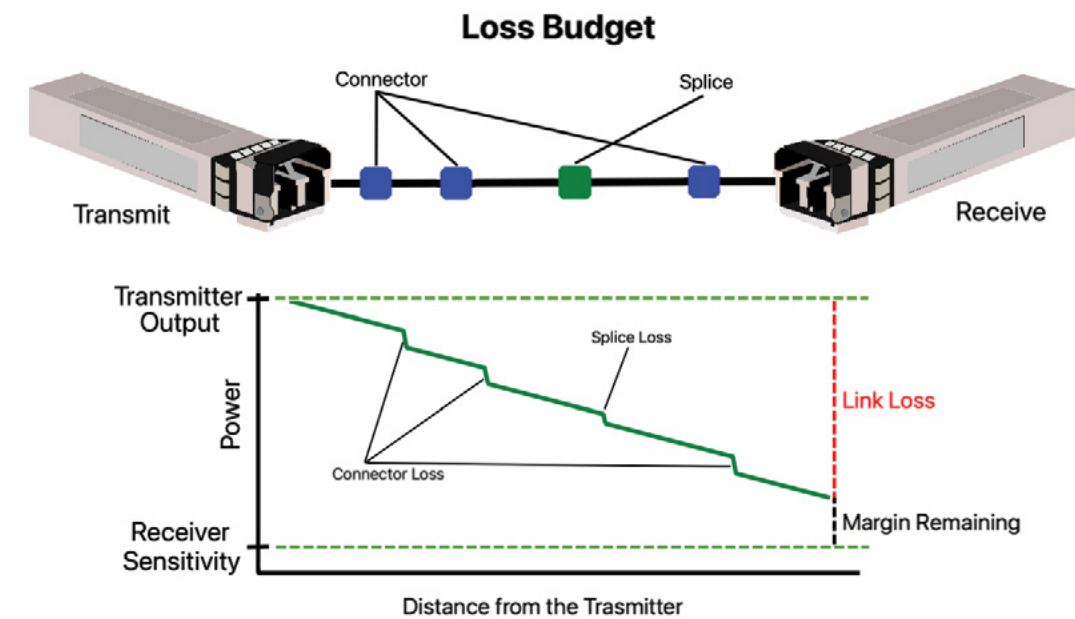 Loss Budget
Connector
Splice
Transmit
Receive
Transmitter
Output
Splice Loss
Power
Link Loss
Connector Loss
Margin Remaining
Receiver
Sensitivity
Distance from the Trasmitter